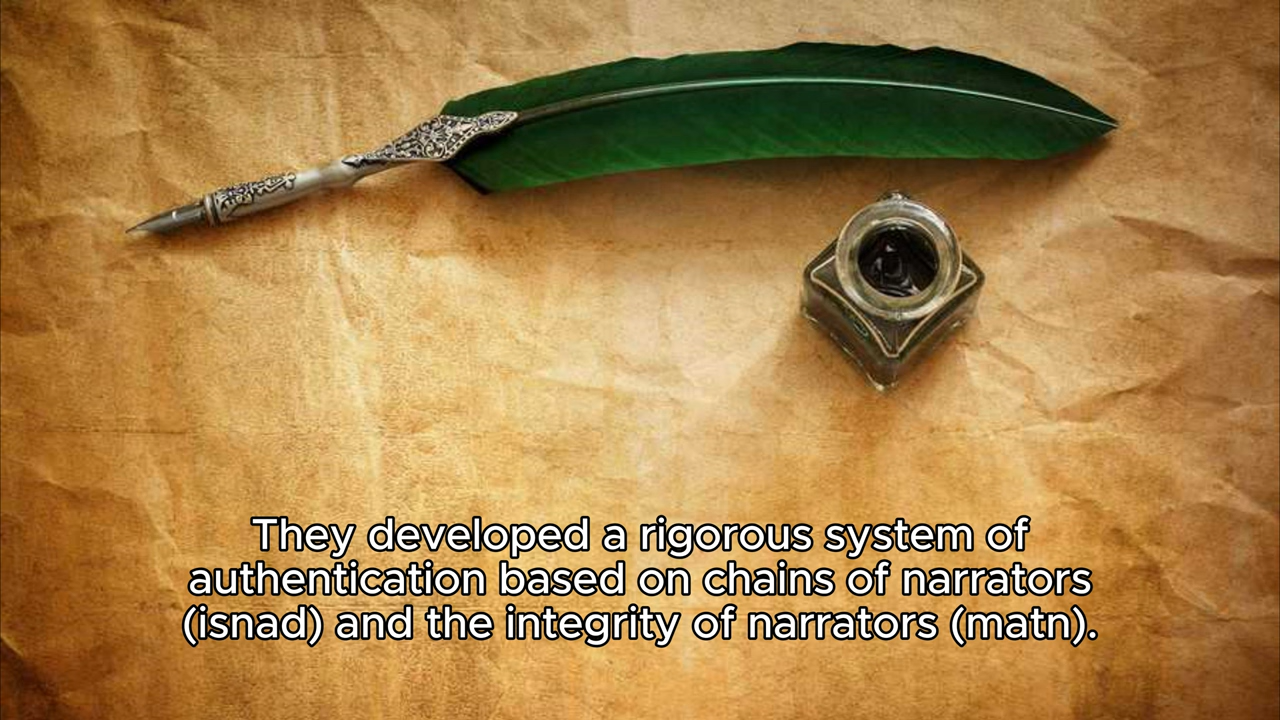 They developed a rigorous system of
authentication based on chains of narrators
(isnad) and the integrity of narrators (matn).